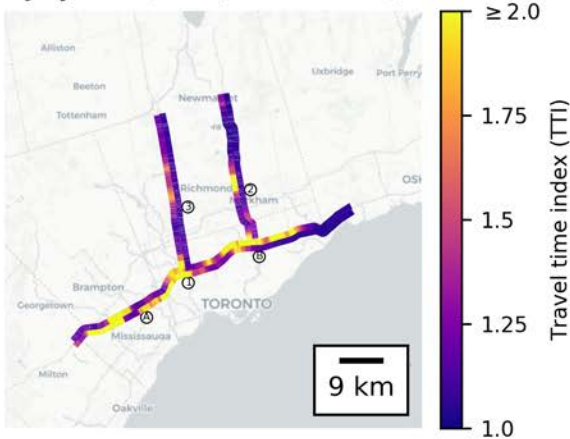 Alliston
Beeton
Tottenham
Newmarket
Uxbridge
Port Perry
Richmond
Markham
OSH
2
3
B
1
A
Brampton
Georgetown
TORONTO
Mississauga
Milton
Oakville
9 km
≥ 2.0
1.75
1.5
1.25
1.0
Travel time index (TTI)